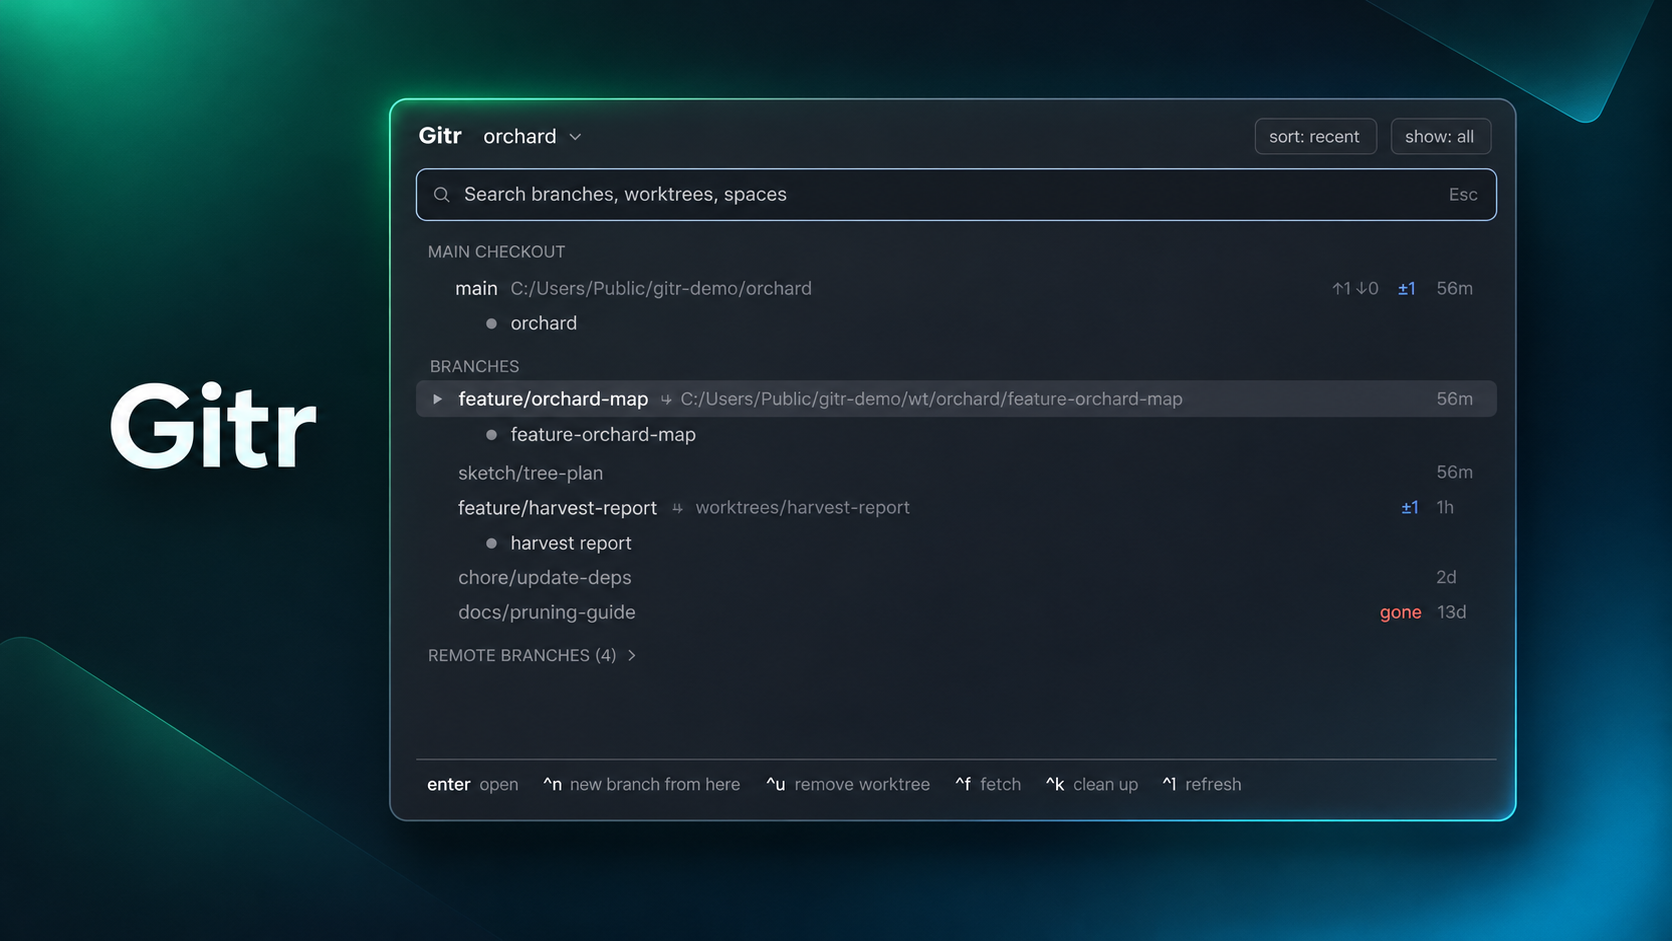 Gitr
Gitr orchard sort: recent show: all
Search branches, worktrees, spaces Esc
MAIN CHECKOUT
main C:/Users/Public/gitr-demo/orchard ↑1 ↓0 ±1 56m
orchard
BRANCHES
feature/orchard-map C:/Users/Public/gitr-demo/wt/orchard/feature-orchard-map 56m
feature-orchard-map
sketch/tree-plan 56m
feature/harvest-report worktrees/harvest-report ±1 1h
harvest report
chore/update-deps 2d
docs/pruning-guide gone 13d
REMOTE BRANCHES (4) >
enter open ^n new branch from here ^u remove worktree ^f fetch ^k clean up ^l refresh